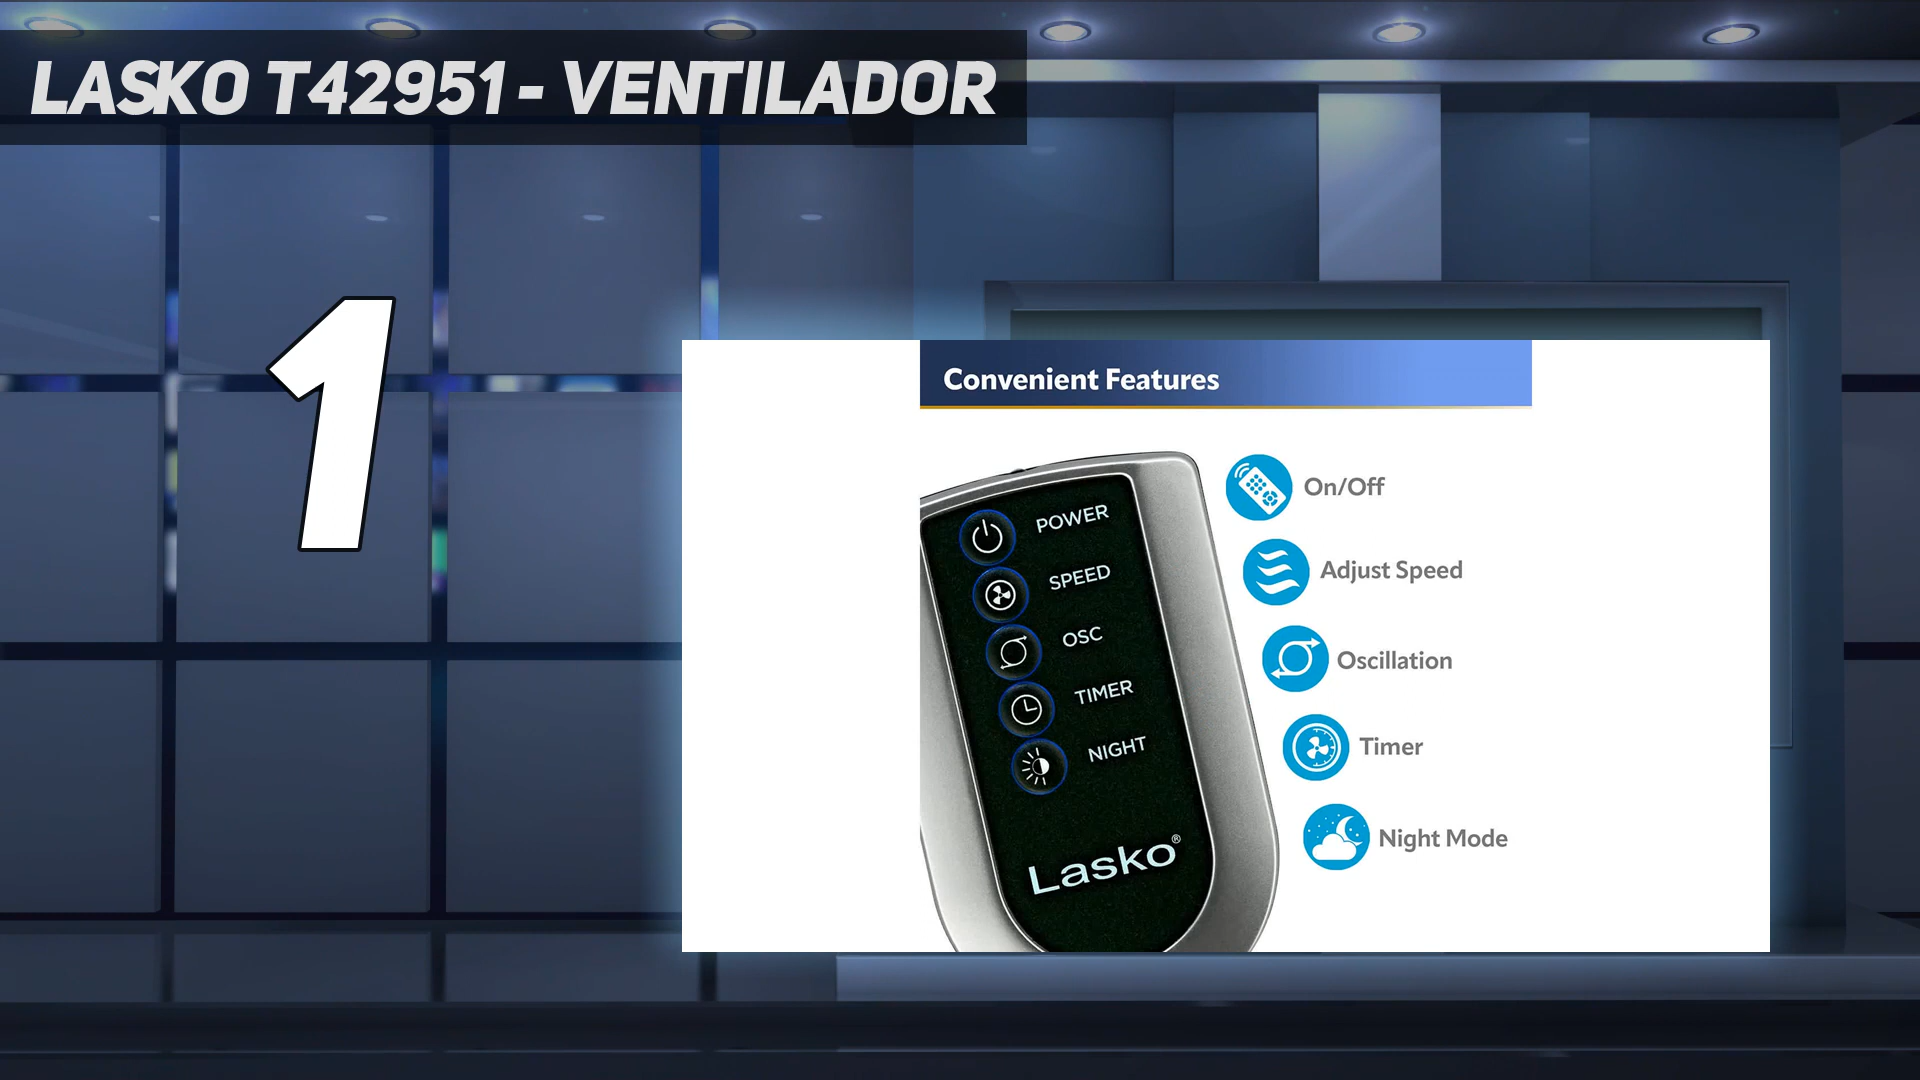 LASKO T42951 - VENTILADOR
1
Convenient Features
POWER
SPEED
OSC
TIMER
NIGHT
Lasko®
On/Off
Adjust Speed
Oscillation
Timer
Night Mode